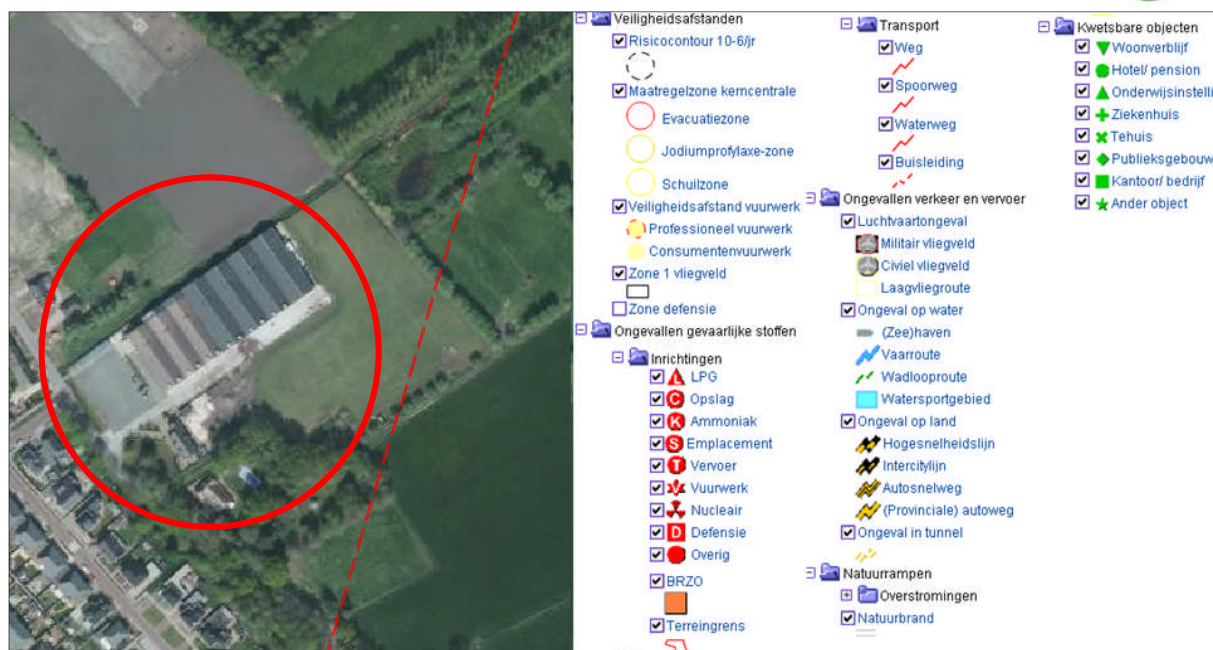 Veiligheidsafstanden
Risicocontour 10-6/jr
Maatregelzone kerncentrale
Evacuatiezone
Jodiumprofylaxe-zone
Schuilzone
Veiligheidsafstand vuurwerk
Professioneel vuurwerk
Consumentenvuurwerk
Zone 1 vliegveld
Zone defensie
Ongevallen gevaarlijke stoffen
Inrichtingen
L LPG
C Opslag
K Ammoniak
S Emplacement
T Vervoer
Vuurwerk
Nucleair
D Defensie
Overig
BRZO
Terreingrens
Transport
Weg
Spoorweg
Waterweg
Buisleiding
Ongevallen verkeer en vervoer
Luchtvaartongeval
Militair vliegveld
Civiel vliegveld
Laagvliegroute
Ongeval op water
(Zee)haven
Vaarroute
Wadlooproute
Watersportgebied
Ongeval op land
Hogesnelheidslijn
Intercitylijn
Autosnelweg
(Provinciale) autoweg
Ongeval in tunnel
Natuurrampen
Overstromingen
Natuurbrand
Kwetsbare objecten
Woonverblijf
Hotel/ pension
Onderwijsinstelli
Ziekenhuis
Tehuis
Publieksgebouw
Kantoor/ bedrijf
Ander object